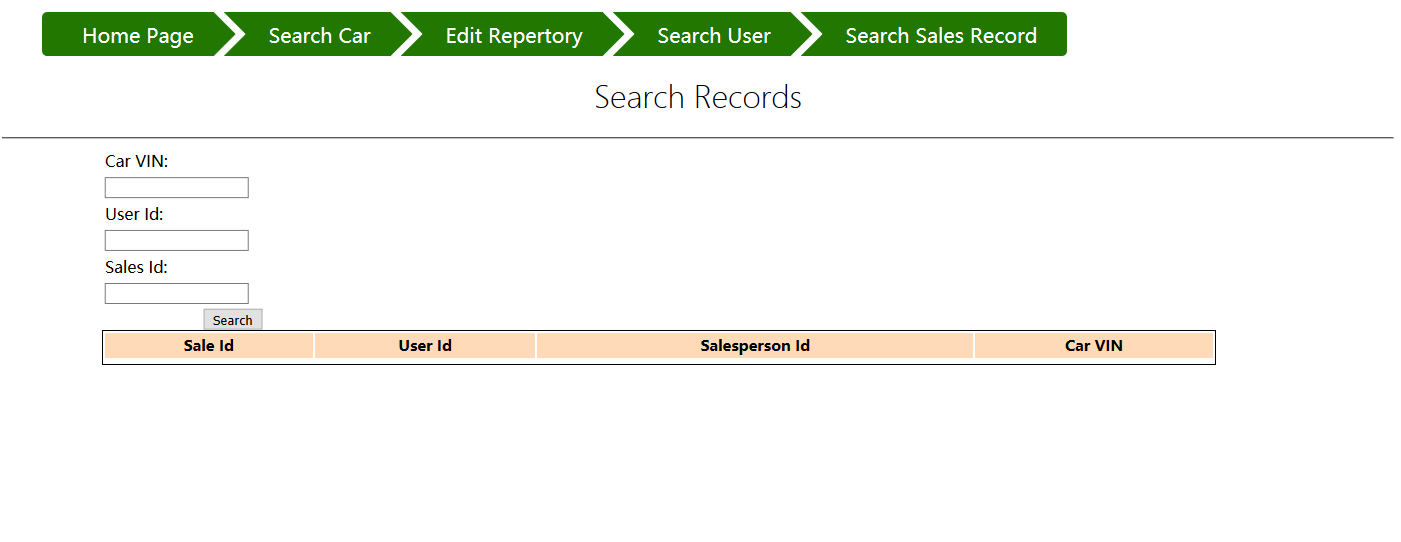 Home Page Search Car Edit Repertory Search User Search Sales Record
Search Records
Car VIN:
User Id:
Sales Id:
Search
Sale Id User Id Salesperson Id Car VIN